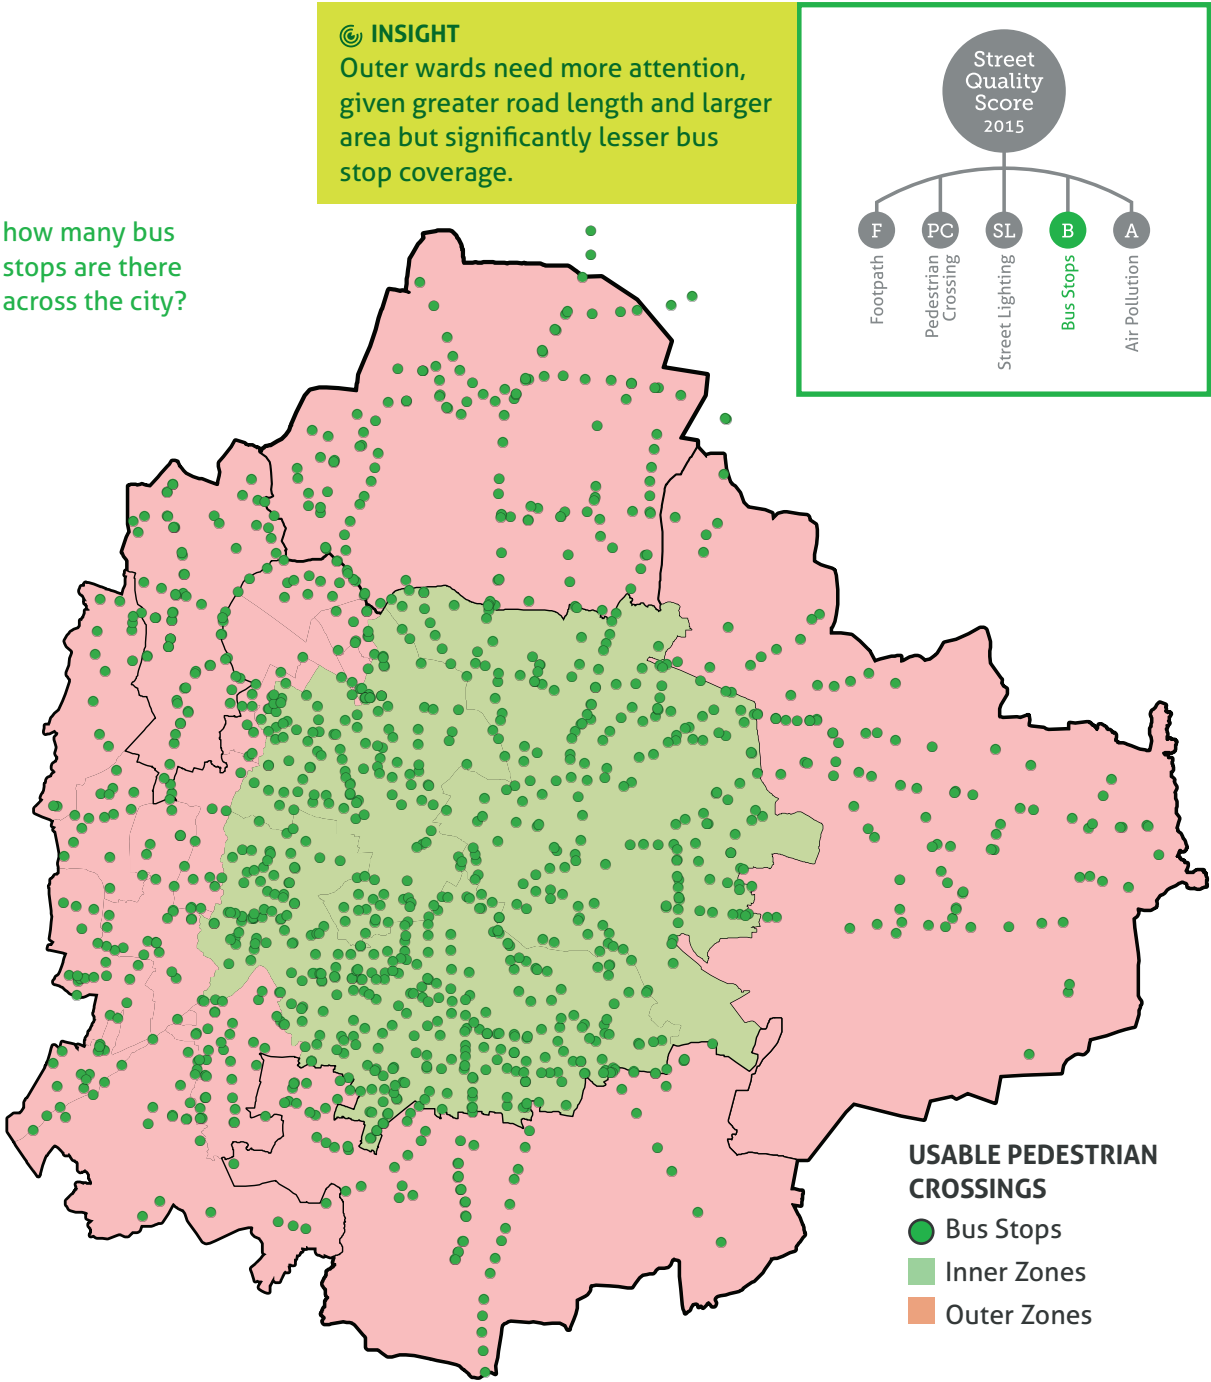 INSIGHT
Outer wards need more attention,
given greater road length and larger
area but significantly lesser bus
stop coverage.
Street
Quality
Score
2015
F
PC
SL
B
A
Footpath
Pedestrian
Crossing
Street Lighting
Bus Stops
Air Pollution
how many bus
stops are there
across the city?
USABLE PEDESTRIAN
CROSSINGS
Bus Stops
Inner Zones
Outer Zones